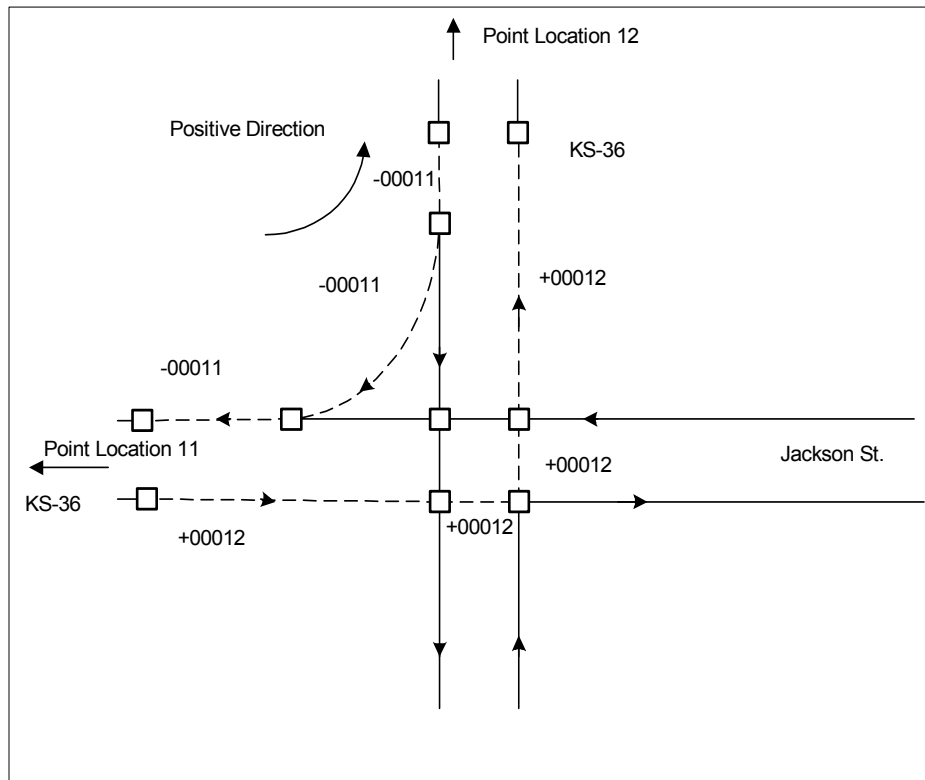 Point Location 12
Positive Direction
KS-36
-00011
-00011
+00012
-00011
Point Location 11
Jackson St.
+00012
KS-36
+00012
+00012